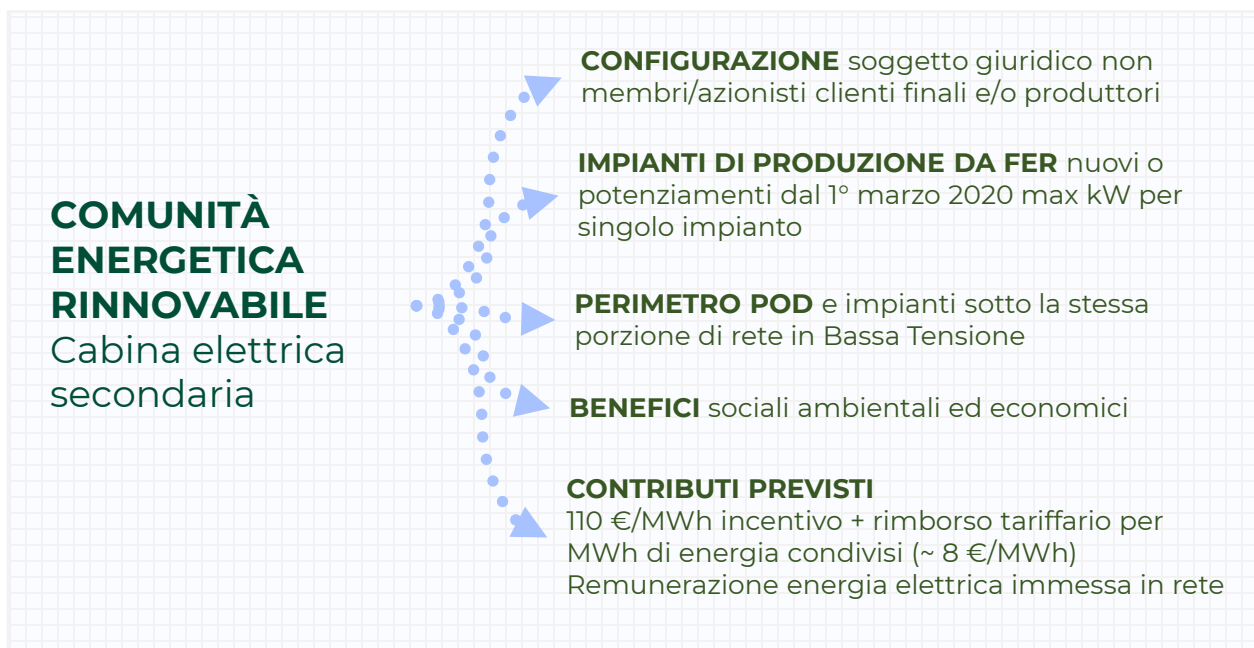 COMUNITÀ
ENERGETICA
RINNOVABILE
Cabina elettrica
secondaria
CONFIGURAZIONE soggetto giuridico non
membri/azionisti clienti finali e/o produttori
IMPIANTI DI PRODUZIONE DA FER nuovi o
potenziamenti dal 1° marzo 2020 max kW per
singolo impianto
PERIMETRO POD e impianti sotto la stessa
porzione di rete in Bassa Tensione
BENEFICI sociali ambientali ed economici
CONTRIBUTI PREVISTI
110 €/MWh incentivo + rimborso tariffario per
MWh di energia condivisi (~ 8 €/MWh)
Remunerazione energia elettrica immessa in rete